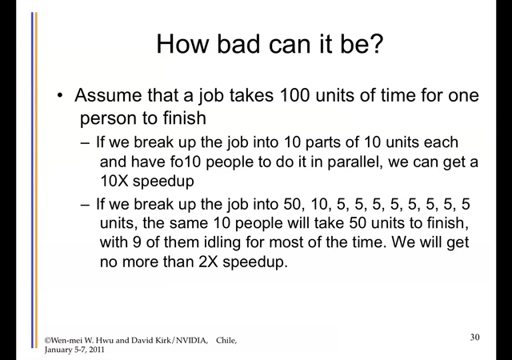 How bad can it be?
• Assume that a job takes 100 units of time for one
person to finish
– If we break up the job into 10 parts of 10 units each
and have fo10 people to do it in parallel, we can get a
10X speedup
– If we break up the job into 50, 10, 5, 5, 5, 5, 5, 5, 5, 5
units, the same 10 people will take 50 units to finish,
with 9 of them idling for most of the time. We will get
no more than 2X speedup.
©Wen-mei W. Hwu and David Kirk/NVIDIA, Chile,
January 5-7, 2011
30